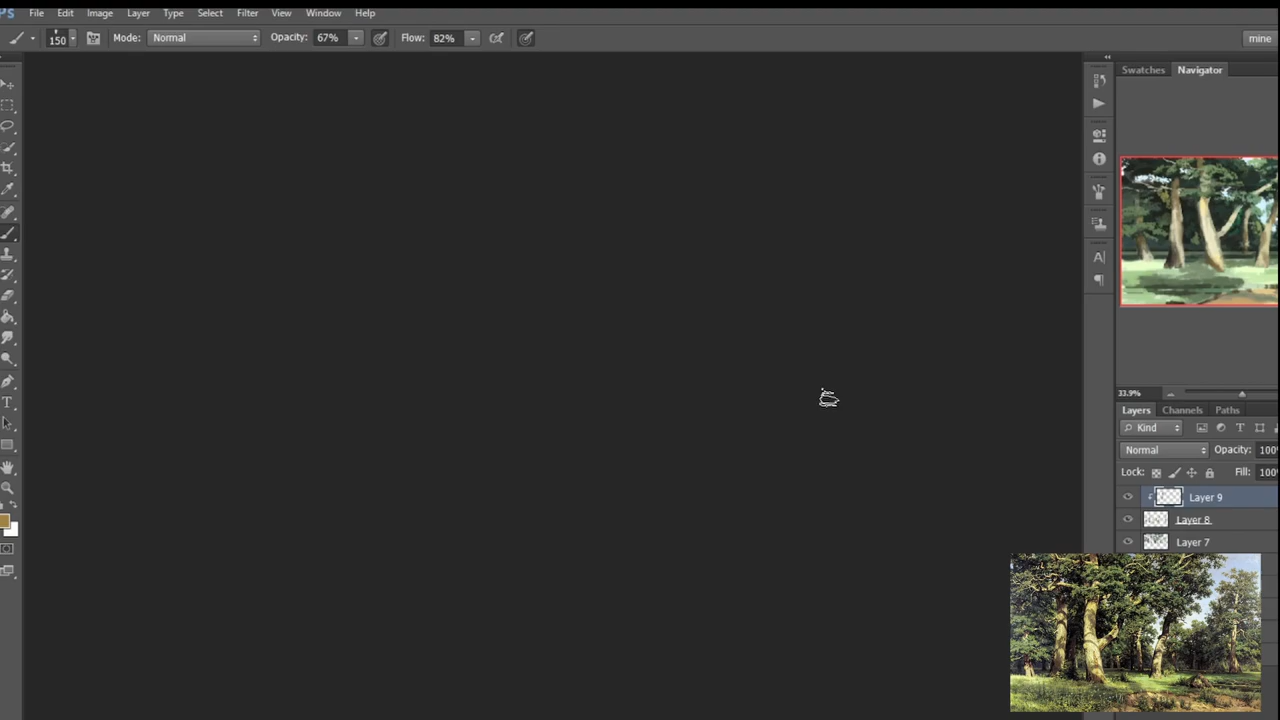 PS File Edit Image Layer Type Select Filter View Window Help
150 Mode: Normal Opacity: 67% Flow: 82% mine
Swatches Navigator
33.9%
Layers Channels Paths
Kind
Normal Opacity: 100%
Lock: Fill: 100%
Layer 9
Layer 8
Layer 7